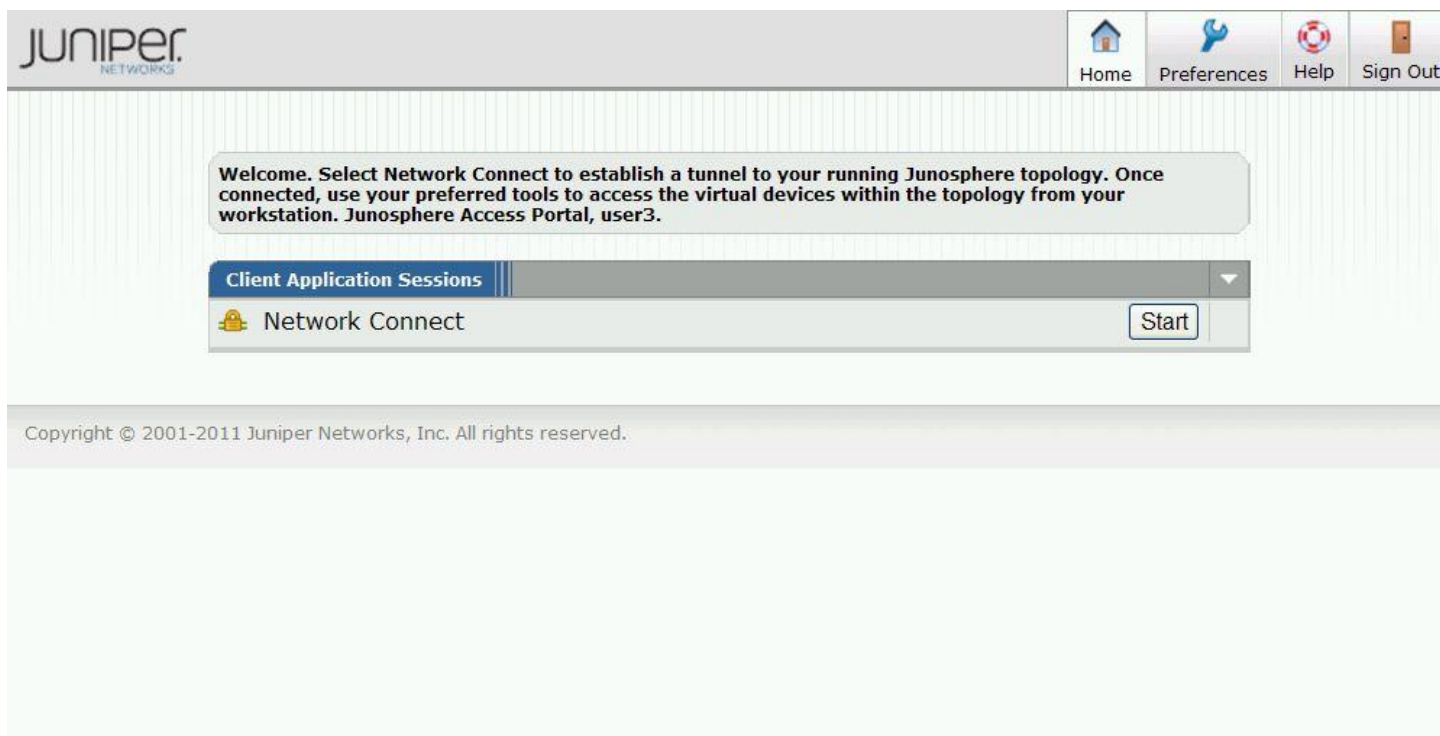 JUNIPER
NETWORKS
Home Preferences Help Sign Out
Welcome. Select Network Connect to establish a tunnel to your running Junosphere topology. Once
connected, use your preferred tools to access the virtual devices within the topology from your
workstation. Junosphere Access Portal, user3.
Client Application Sessions
Network Connect Start
Copyright © 2001-2011 Juniper Networks, Inc. All rights reserved.